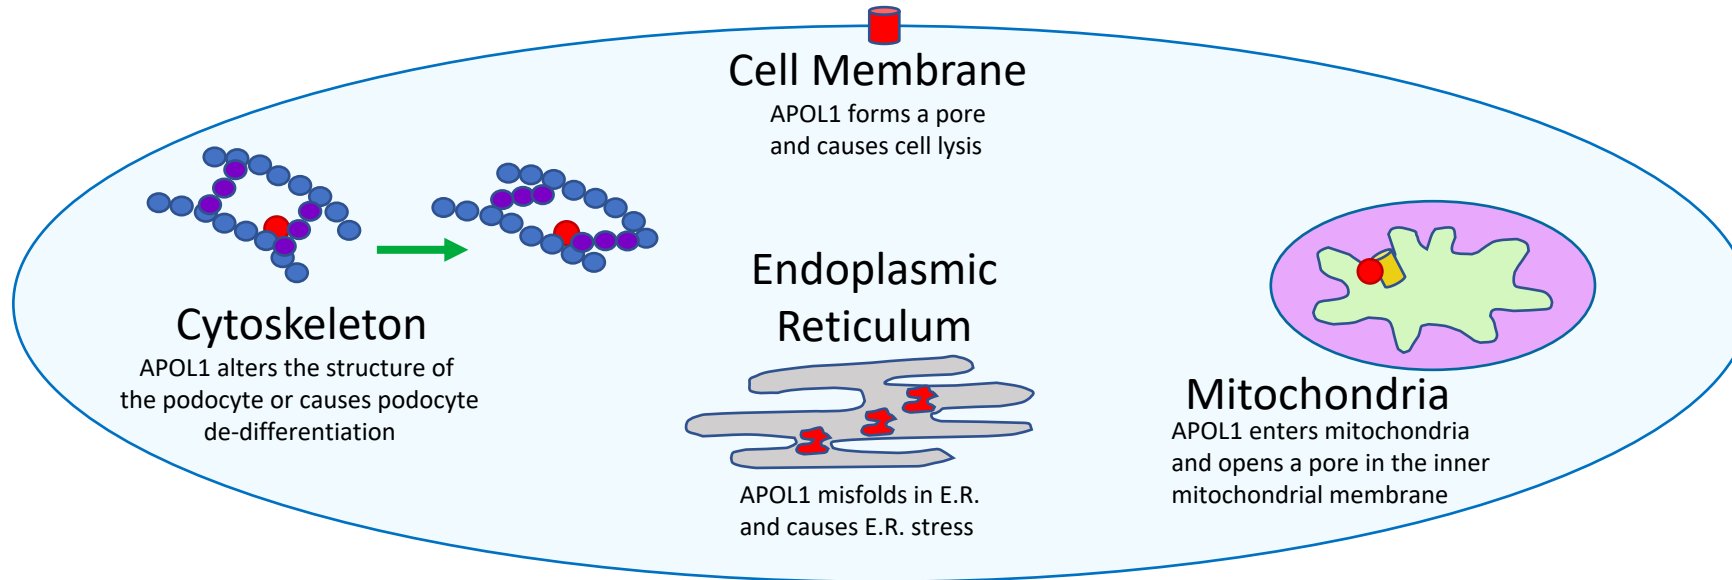 Cell Membrane
APOL1 forms a pore
and causes cell lysis
Cytoskeleton
APOL1 alters the structure of
the podocyte or causes podocyte
de-differentiation
Endoplasmic
Reticulum
APOL1 misfolds in E.R.
and causes E.R. stress
Mitochondria
APOL1 enters mitochondria
and opens a pore in the inner
mitochondrial membrane